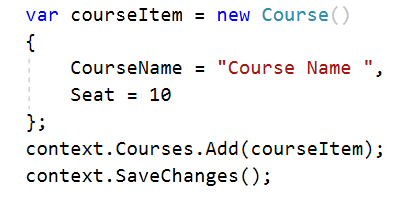 var courseItem = new Course()
{
    CourseName = "Course Name ",
    Seat = 10
};
context.Courses.Add(courseItem);
context.SaveChanges();